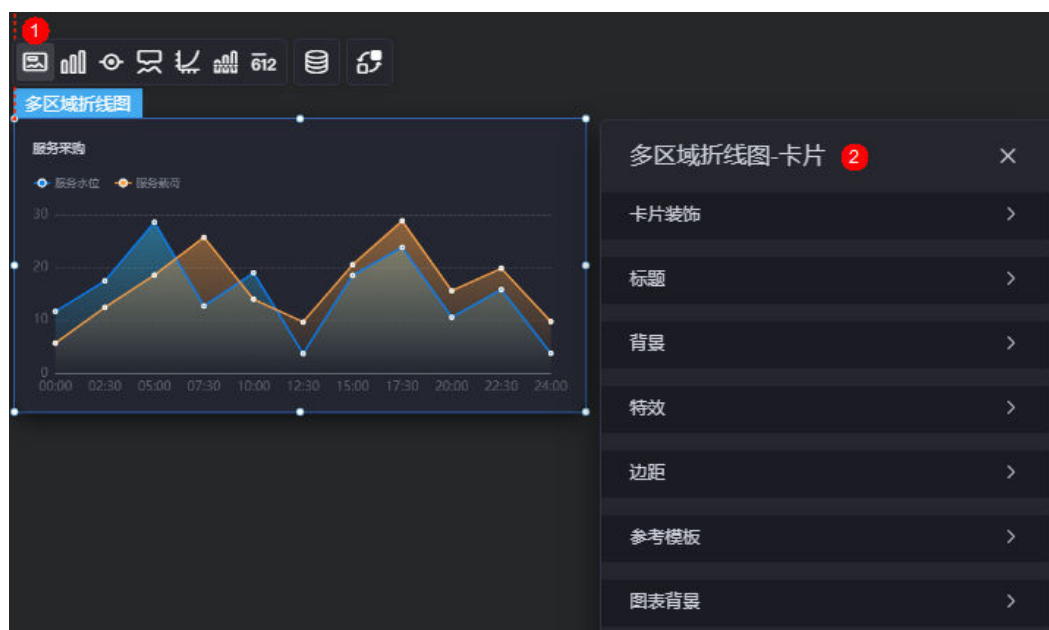 1
612
多区域折线图
服务采购
服务水位 服务载荷
30
20
10
0
00:00 02:30 05:00 07:30 10:00 12:30 15:00 17:30 20:00 22:30 24:00
多区域折线图-卡片 2
卡片装饰
标题
背景
特效
边距
参考模板
图表背景